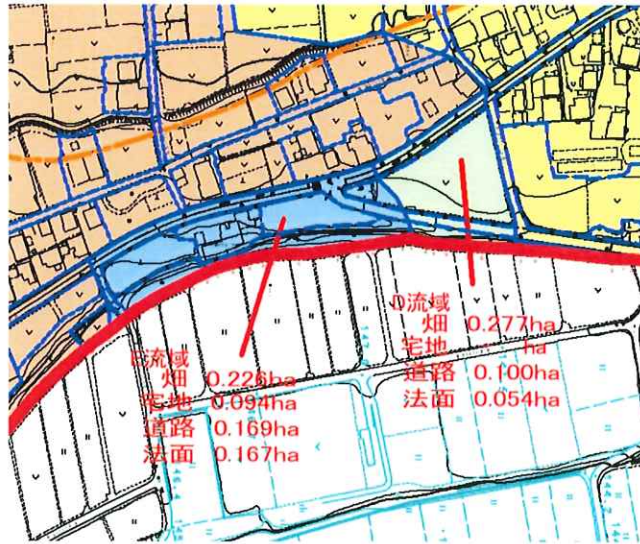 D流域
畑 0.277ha
宅地 - ha
道路 0.100ha
法面 0.054ha
流域
畑 0.226ha
宅地 0.094ha
道路 0.169ha
法面 0.167ha